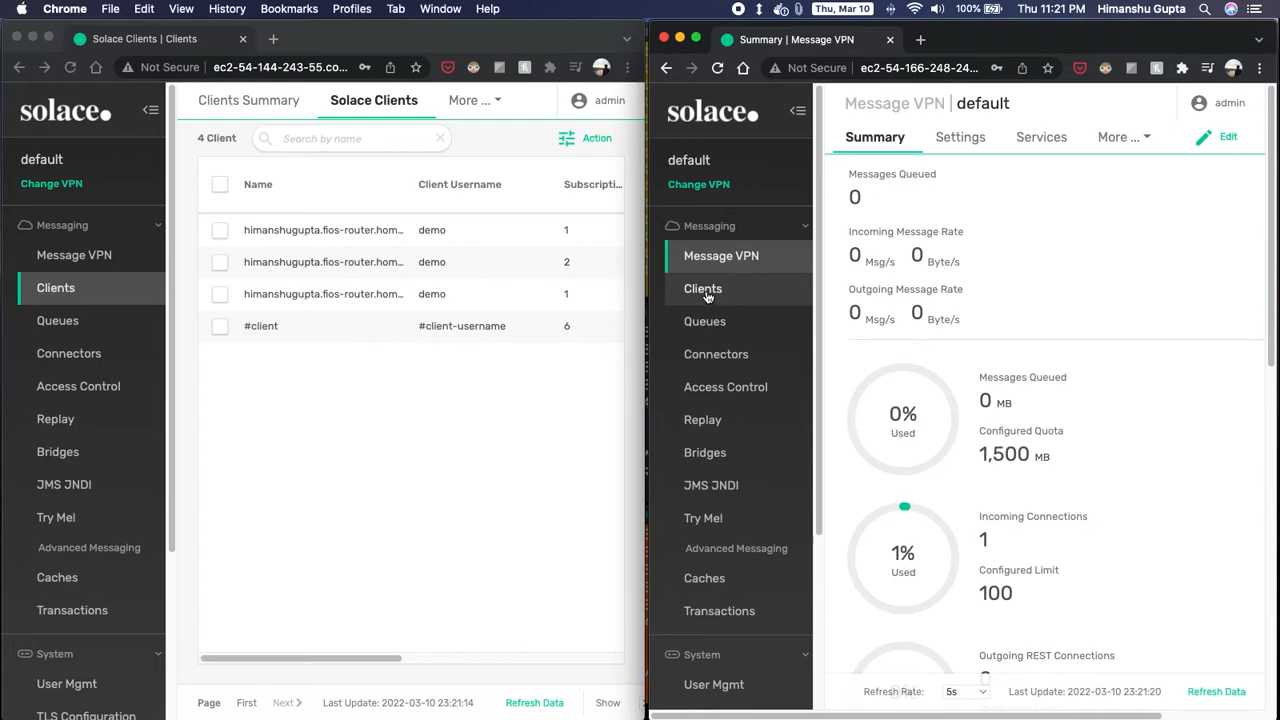 Chrome File Edit View History Bookmarks Profiles Tab Window Help Thu, Mar 10 100% Thu Mar 10 11:21 PM Himanshu Gupta
Solace Clients | Clients
Not Secure ec2-54-144-243-55.co...
solace.
default
Change VPN
Messaging
Message VPN
Clients
Queues
Connectors
Access Control
Replay
Bridges
JMS JNDI
Try Me!
Advanced Messaging
Caches
Transactions
System
User Mgmt
TLS Configuration
Clients Summary Solace Clients More ... admin
4 Client Search by name Action
Name Client Username Subscripti...
himanshugupta.fios-router.hom... demo 1
himanshugupta.fios-router.hom... demo 2
himanshugupta.fios-router.hom... demo 1
#client #client-username 6
Page First Next Last Update: 2022-03-10 23:21:14 Refresh Data Show
Summary | Message VPN
Not Secure ec2-54-166-248-24...
solace.
default
Change VPN
Messaging
Message VPN
Clients
Queues
Connectors
Access Control
Replay
Bridges
JMS JNDI
Try Me!
Advanced Messaging
Caches
Transactions
System
User Mgmt
Message VPN | default admin
Summary Settings Services More ... Edit
Messages Queued
0
Incoming Message Rate
0 Msg/s 0 Byte/s
Outgoing Message Rate
0 Msg/s 0 Byte/s
0%
Used
Messages Queued
0 MB
Configured Quota
1,500 MB
1%
Used
Incoming Connections
1
Configured Limit
100
Outgoing REST Connections
0
Refresh Rate: 5s Last Update: 2022-03-10 23:21:20 Refresh Data